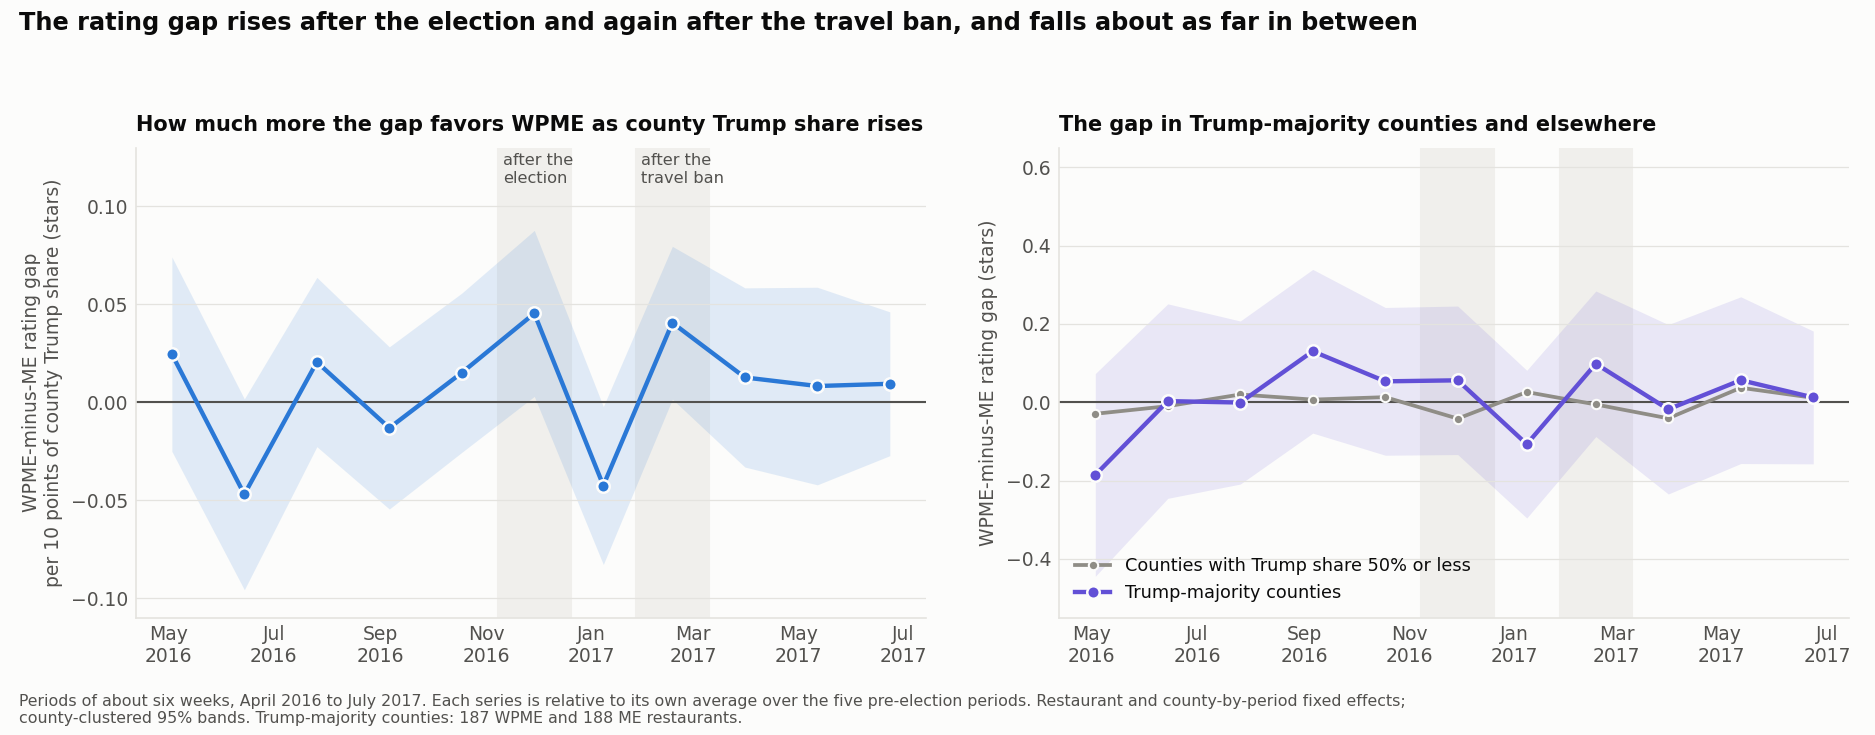 The rating gap rises after the election and again after the travel ban, and falls about as far in between
How much more the gap favors WPME as county Trump share rises
WPME-minus-ME rating gap
per 10 points of county Trump share (stars)
0.10
0.05
0.00
−0.05
−0.10
after the
election
after the
travel ban
May
2016
Jul
2016
Sep
2016
Nov
2016
Jan
2017
Mar
2017
May
2017
Jul
2017
The gap in Trump-majority counties and elsewhere
WPME-minus-ME rating gap (stars)
0.6
0.4
0.2
0.0
−0.2
−0.4
Counties with Trump share 50% or less
Trump-majority counties
May
2016
Jul
2016
Sep
2016
Nov
2016
Jan
2017
Mar
2017
May
2017
Jul
2017
Periods of about six weeks, April 2016 to July 2017. Each series is relative to its own average over the five pre-election periods. Restaurant and county-by-period fixed effects;
county-clustered 95% bands. Trump-majority counties: 187 WPME and 188 ME restaurants.